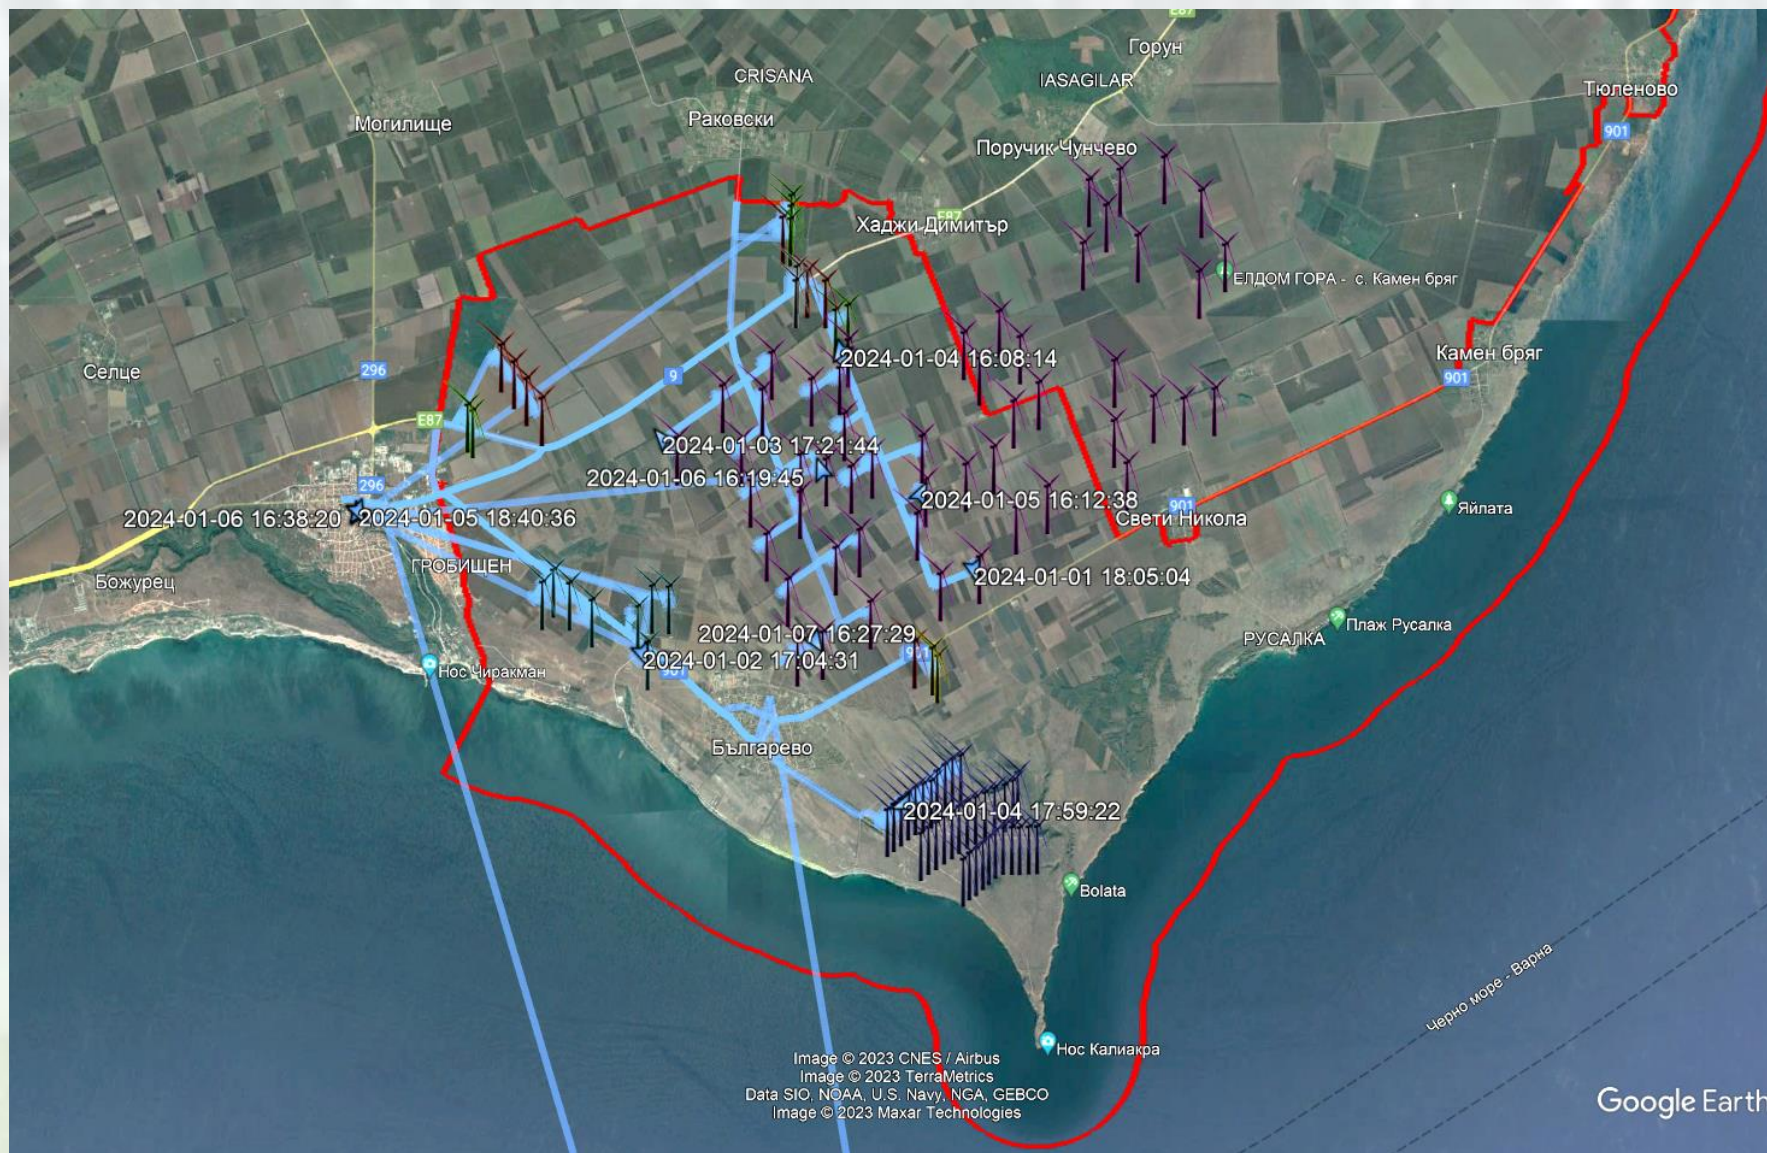 E87
Горун
CRISANA
IASAGILAR
Тюленово
Могилище
Раковски
901
Поручик Чунчево
E87
Хаджи Димитър
ЕЛДОМ ГОРА - с. Камен бряг
Селце
296
9
2024-01-04 16:08:14
Камен бряг
901
E87
2024-01-03 17:21:44
2024-01-06 16:19:45
296
2024-01-05 16:12:38
901
Яйлата
2024-01-06 16:38:20
2024-01-05 18:40:36
Свети Никола
ГРОБИЩЕН
Божурец
2024-01-01 18:05:04
Плаж Русалка
РУСАЛКА
2024-01-07 16:27:29
901
2024-01-02 17:04:31
901
Нос Чиракман
Българево
2024-01-04 17:59:22
Bolata
Черно море - Варна
Нос Калиакра
Image © 2023 CNES / Airbus
Image © 2023 TerraMetrics
Data SIO, NOAA, U.S. Navy, NGA, GEBCO
Image © 2023 Maxar Technologies
Google Earth